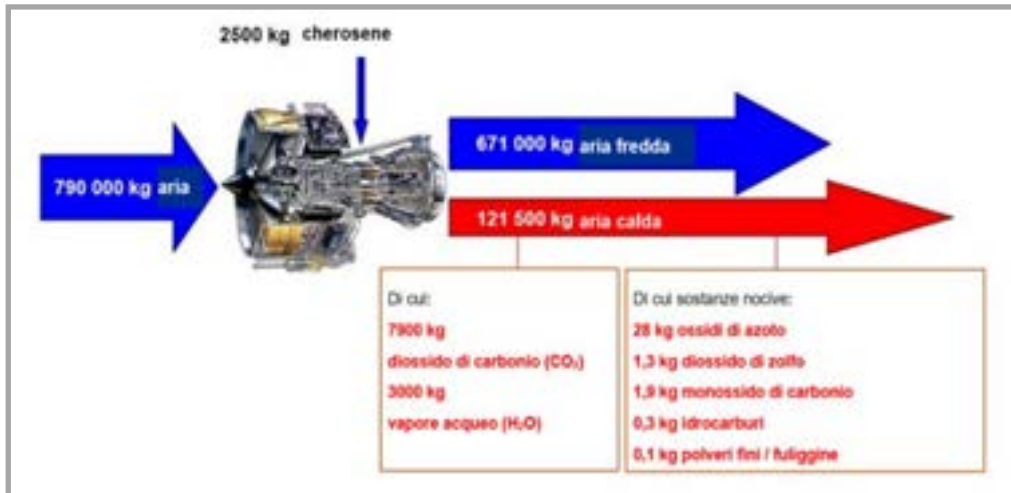 2500 kg cherosene
790 000 kg aria
671 000 kg aria fredda
121 500 kg aria calda
Di cui:
7900 kg
diossido di carbonio (CO₂)
3000 kg
vapore acqueo (H₂O)
Di cui sostanze nocive:
28 kg ossidi di azoto
1,3 kg diossido di zolfo
1,9 kg monossido di carbonio
0,3 kg idrocarburi
0,1 kg polveri fini / fuliggine